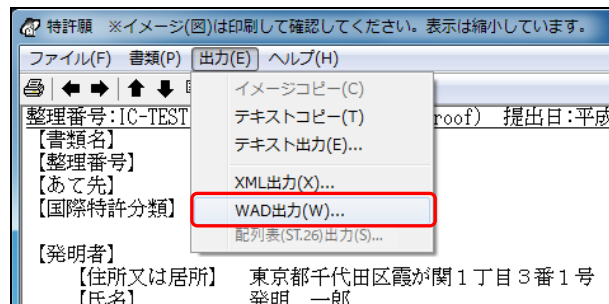 特許願 ※イメージ(図)は印刷して確認してください。表示は縮小しています。
ファイル(F) 書類(P) 出力(E) ヘルプ(H)
イメージコピー(C)
テキストコピー(T)
テキスト出力(E)...
XML出力(X)...
WAD出力(W)...
配列表(ST.26)出力(S)...
整理番号:IC-TEST roof) 提出日:平成
【書類名】
【整理番号】
【あて先】
【国際特許分類】
【発明者】
【住所又は居所】 東京都千代田区霞が関1丁目3番1号
【氏名】 発明 一郎